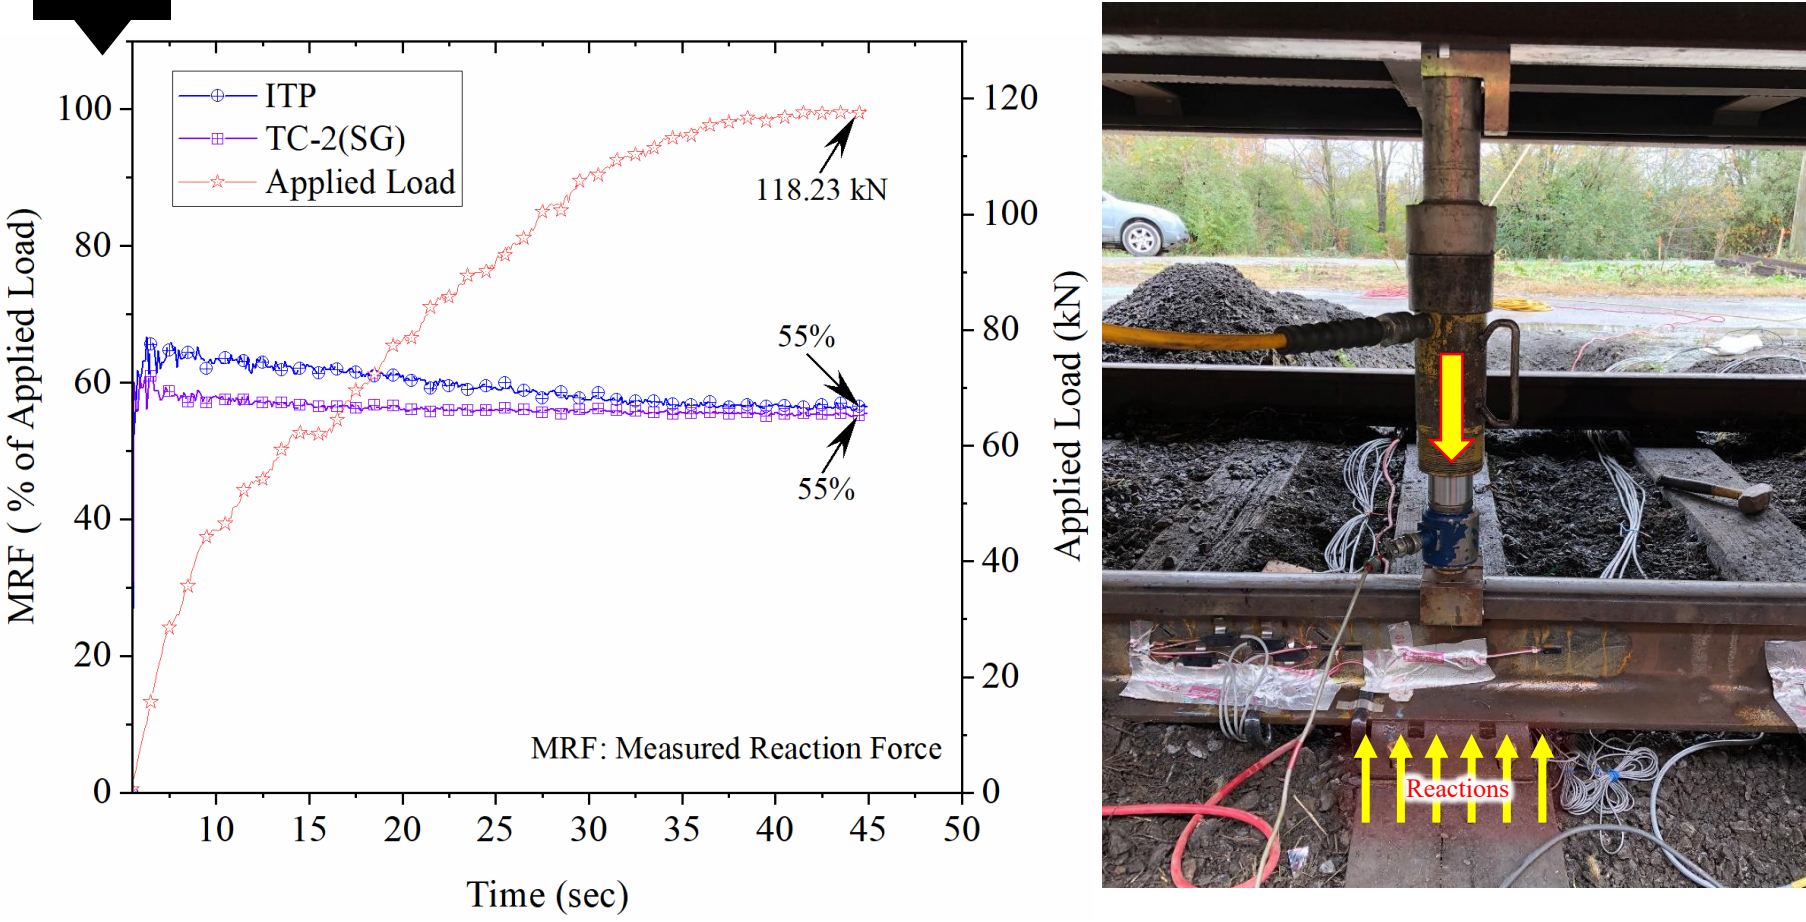 ITP
TC-2(SG)
Applied Load
118.23 kN
55%
55%
MRF: Measured Reaction Force
MRF ( % of Applied Load)
100
80
60
40
20
0
120
100
80
60
40
20
0
Applied Load (kN)
10 15 20 25 30 35 40 45 50
Time (sec)
Reactions